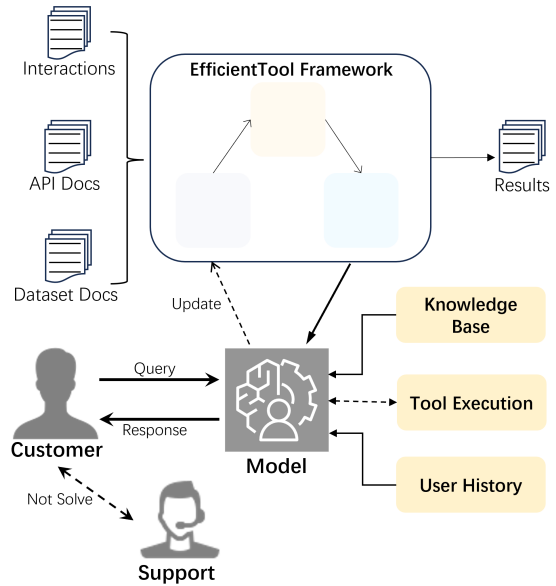 Interactions
EfficientTool Framework
API Docs
Results
Dataset Docs
Update
Knowledge
Base
Query
Tool Execution
Response
Customer
Model
Not Solve
User History
Support